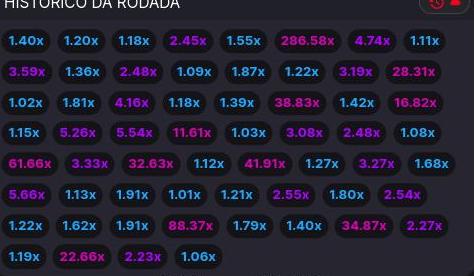 HISTÓRICO DA RODADA
1.40x 1.20x 1.18x 2.45x 1.55x 286.58x 4.74x 1.11x
3.59x 1.36x 2.48x 1.09x 1.87x 1.22x 3.19x 28.31x
1.02x 1.81x 4.16x 1.18x 1.39x 38.83x 1.42x 16.82x
1.15x 5.26x 5.54x 11.61x 1.03x 3.08x 2.48x 1.08x
61.66x 3.33x 32.63x 1.12x 41.91x 1.27x 3.27x 1.68x
5.66x 1.13x 1.91x 1.01x 1.21x 2.55x 1.80x 2.54x
1.22x 1.62x 1.91x 88.37x 1.79x 1.40x 34.87x 2.27x
1.19x 22.66x 2.23x 1.06x